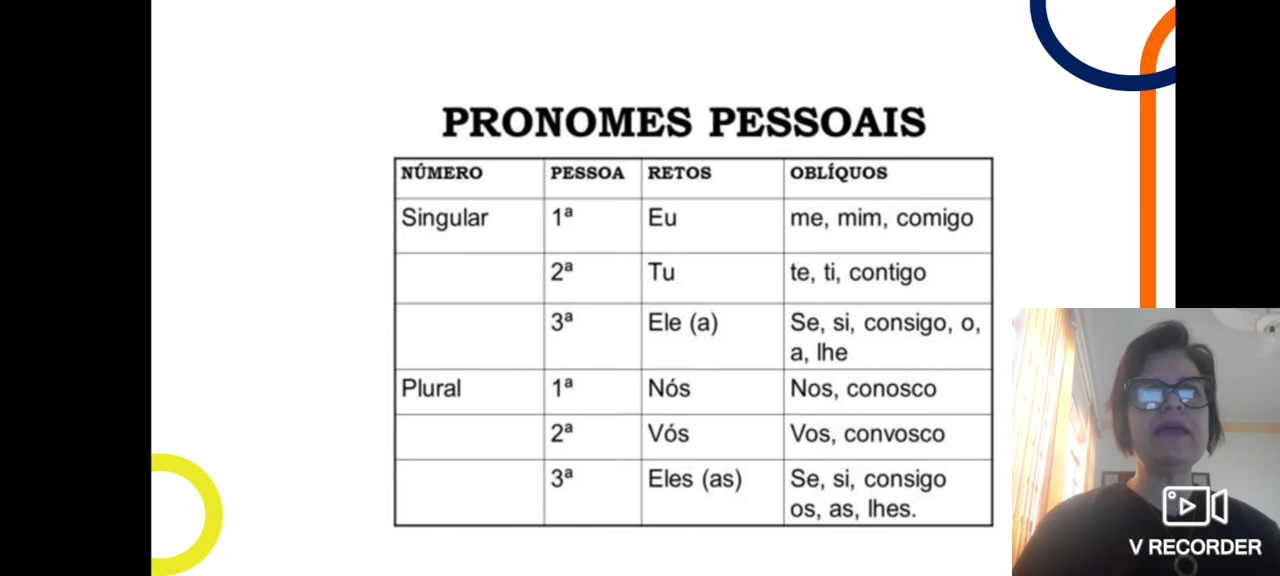 PRONOMES PESSOAIS
NÚMERO PESSOA RETOS OBLÍQUOS
Singular 1ª Eu me, mim, comigo
2ª Tu te, ti, contigo
3ª Ele (a) Se, si, consigo, o,
a, lhe
Plural 1ª Nós Nos, conosco
2ª Vós Vos, convosco
3ª Eles (as) Se, si, consigo
os, as, lhes.
V RECORDER